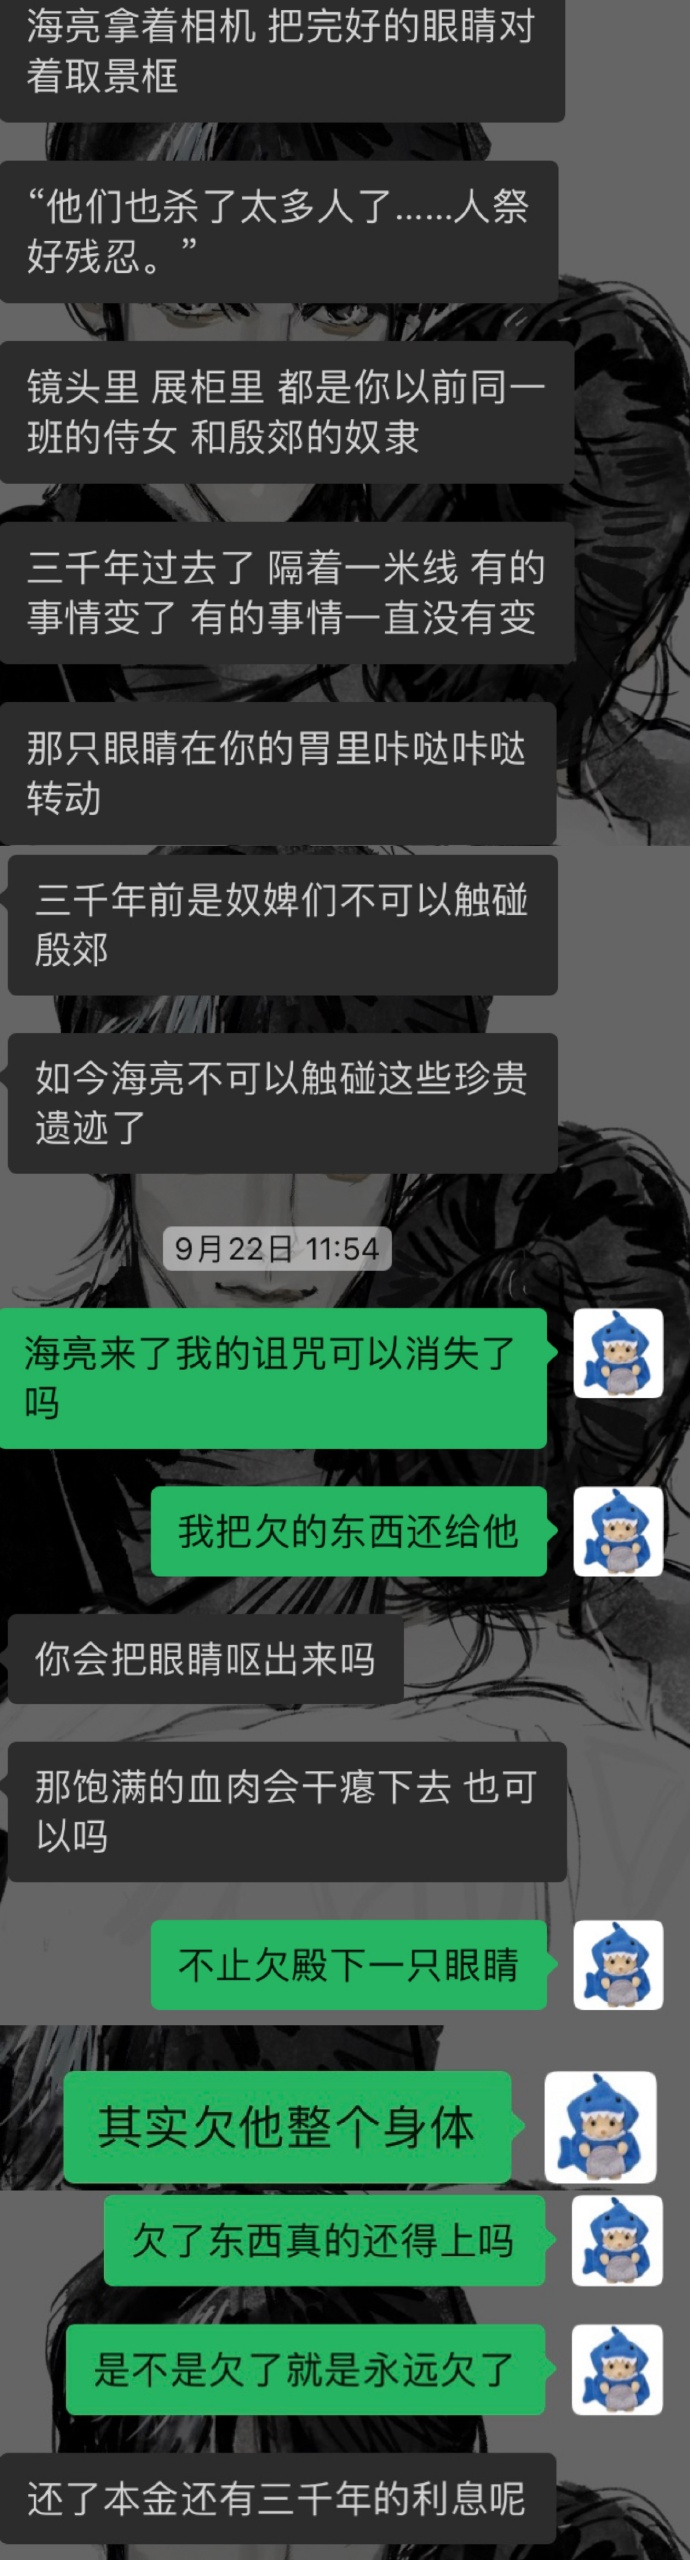 海亮拿着相机 把完好的眼睛对
着取景框
“他们也杀了太多人了……人祭
好残忍。”
镜头里 展柜里 都是你以前同一
班的侍女 和殷郊的奴隶
三千年过去了 隔着一米线 有的
事情变了 有的事情一直没有变
那只眼睛在你的胃里咔哒咔哒
转动
三千年前是奴婢们不可以触碰
殷郊
如今海亮不可以触碰这些珍贵
遗迹了
9月22日 11:54
海亮来了我的诅咒可以消失了
吗
我把欠的东西还给他
你会把眼睛呕出来吗
那饱满的血肉会干瘪下去 也可
以吗
不止欠殿下一只眼睛
其实欠他整个身体
欠了东西真的还得上吗
是不是欠了就是永远欠了
还了本金还有三千年的利息呢